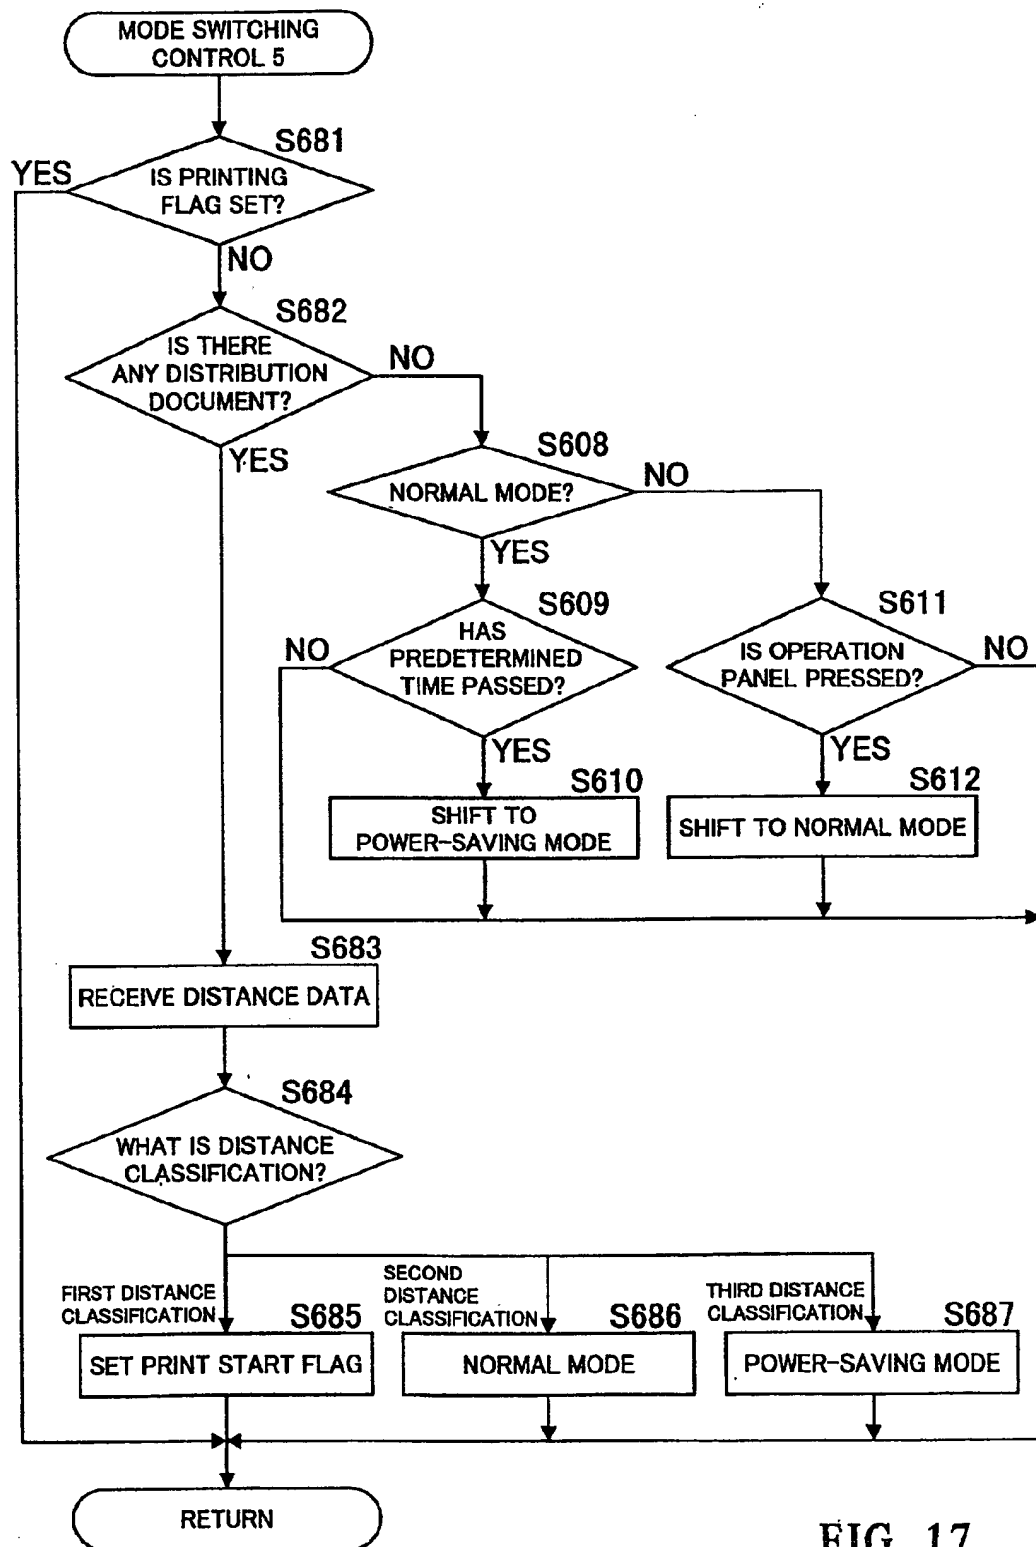 MODE SWITCHING
CONTROL 5
S681
YES
IS PRINTING
FLAG SET?
NO
S682
IS THERE
ANY DISTRIBUTION
DOCUMENT?
NO
YES
S608
NORMAL MODE?
NO
YES
S609
HAS
PREDETERMINED
TIME PASSED?
NO
YES
S611
IS OPERATION
PANEL PRESSED?
NO
YES
S610
SHIFT TO
POWER-SAVING MODE
S612
SHIFT TO NORMAL MODE
S683
RECEIVE DISTANCE DATA
S684
WHAT IS DISTANCE
CLASSIFICATION?
FIRST DISTANCE
CLASSIFICATION
S685
SET PRINT START FLAG
SECOND
DISTANCE
CLASSIFICATION
S686
NORMAL MODE
THIRD DISTANCE
CLASSIFICATION
S687
POWER-SAVING MODE
RETURN
FIG. 17